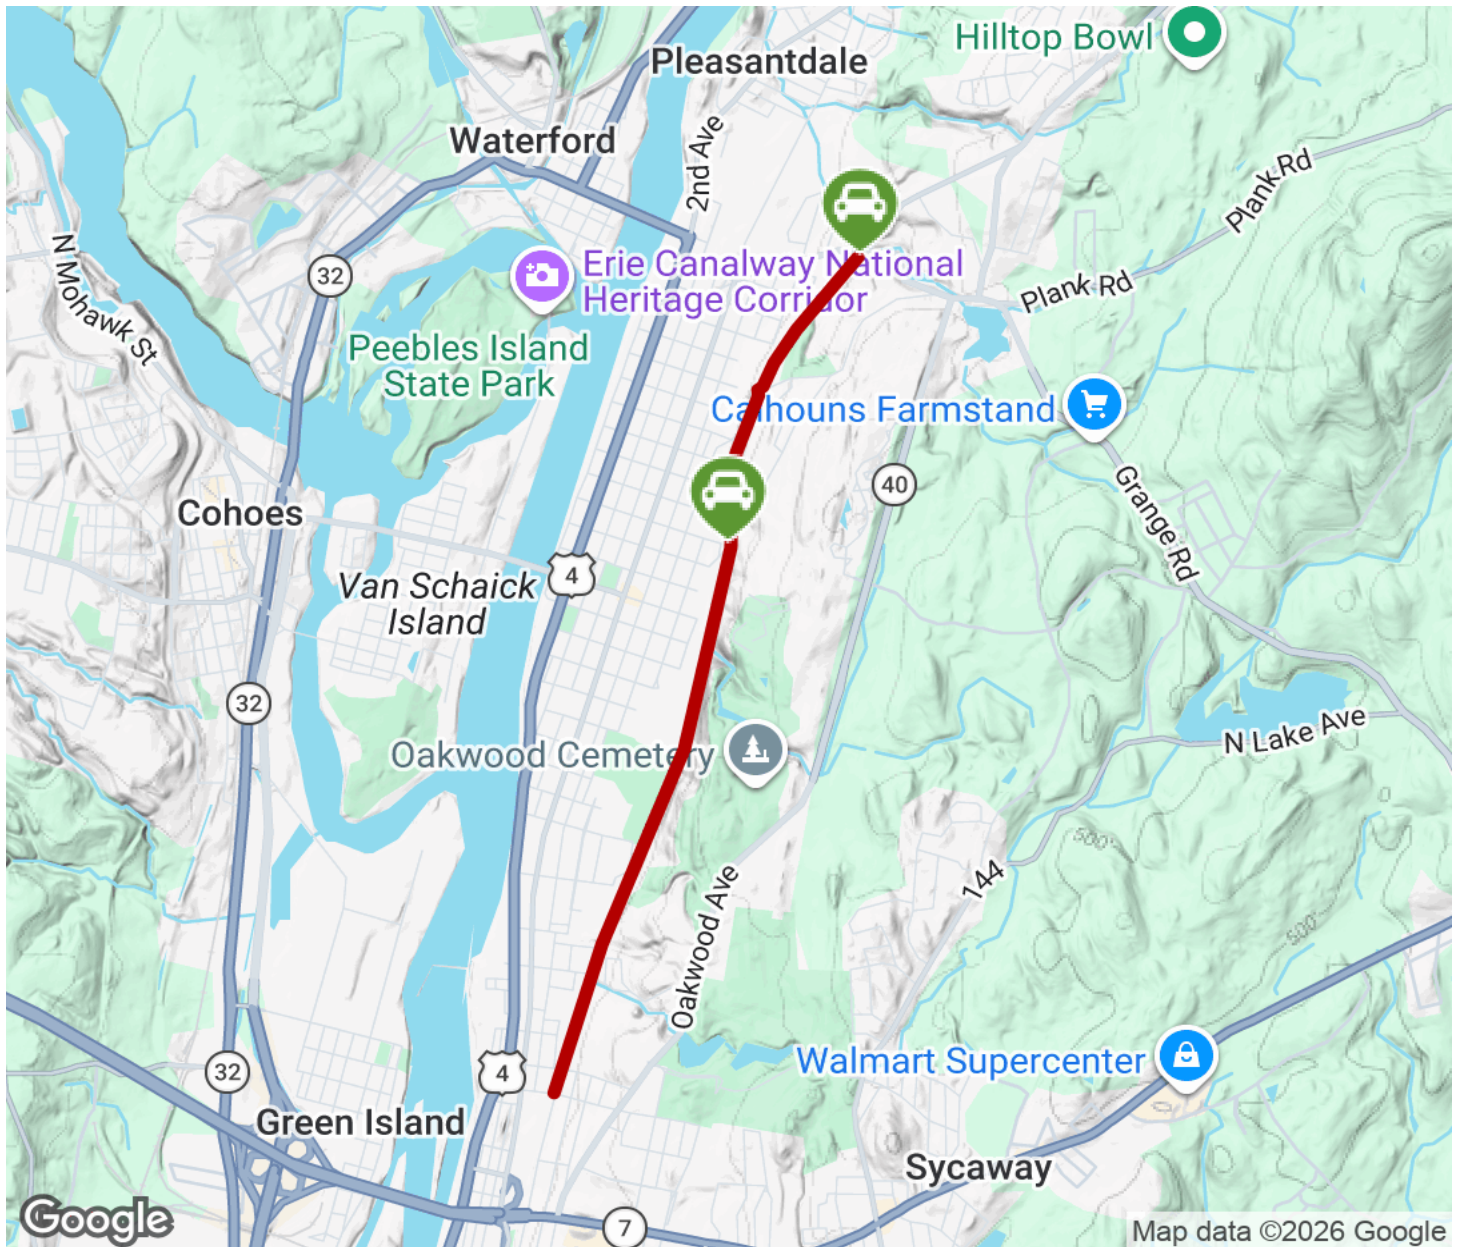 Hilltop Bowl
Pleasantdale
Waterford
2nd Ave
Plank Rd
N Mohawk St
32
Erie Canalway National
Heritage Corridor
Plank Rd
Peebles Island
State Park
Calhouns Farmstand
40
Cohoes
Grange Rd
4
Van Schaick
Island
32
N Lake Ave
Oakwood Cemetery
500'
144
Oakwood Ave
500'
Walmart Supercenter
32
4
Green Island
Sycaway
7
Google
Map data ©2026 Google